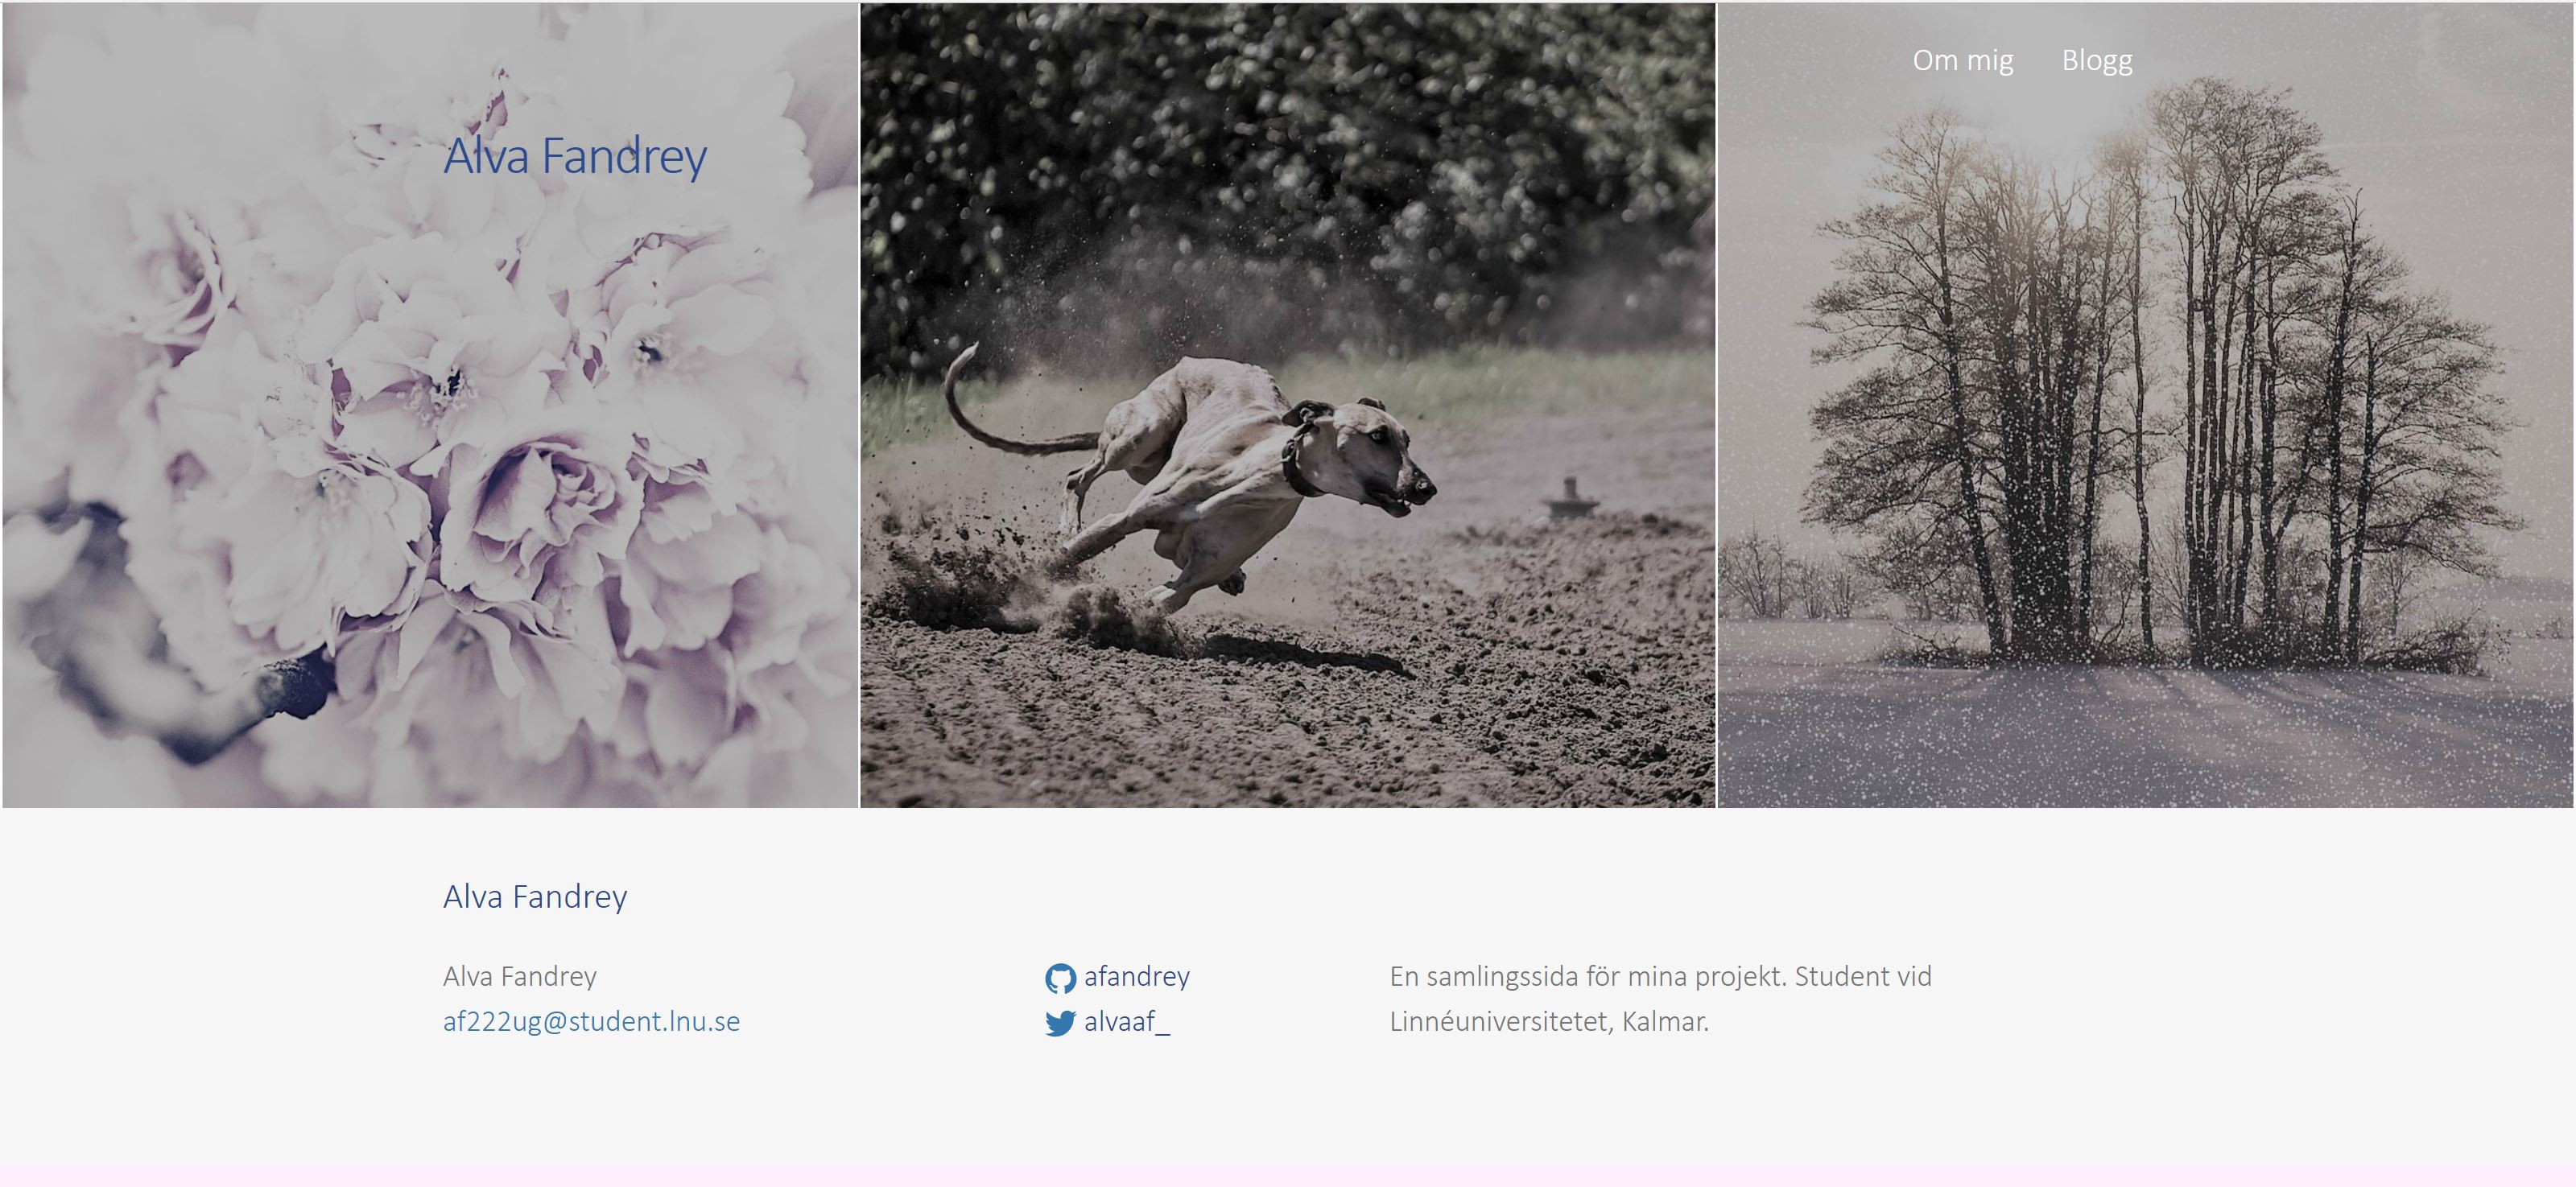 Om mig Blogg
Alva Fandrey
Alva Fandrey
Alva Fandrey
af222ug@student.lnu.se
afandrey
alvaaf_
En samlingssida för mina projekt. Student vid
Linnéuniversitetet, Kalmar.